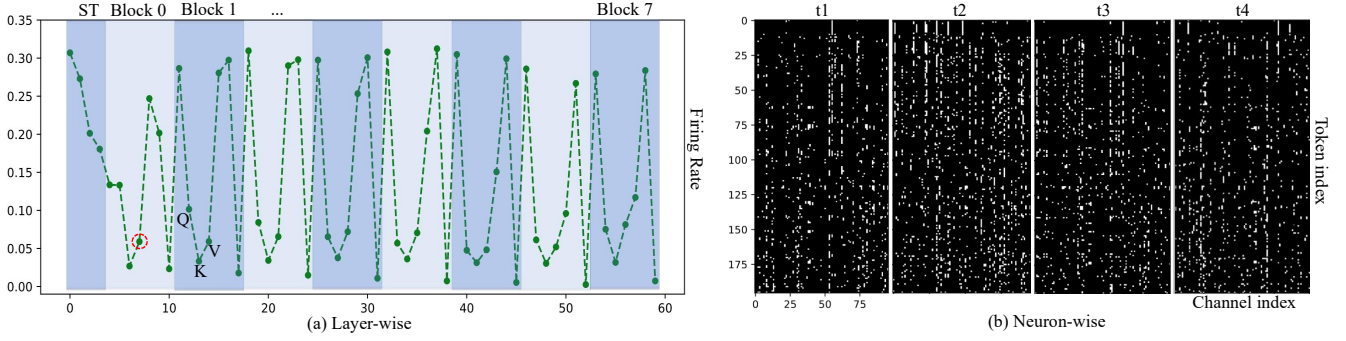 ST Block 0 Block 1 ... Block 7
0.35
0.30
0.25
0.20
0.15
0.10
0.05
0.00
Q
K
V
0 10 20 30 40 50 60
Firing Rate
(a) Layer-wise
t1 t2 t3 t4
0
25
50
75
100
125
150
175
0 25 50 75
Token index
Channel index
(b) Neuron-wise